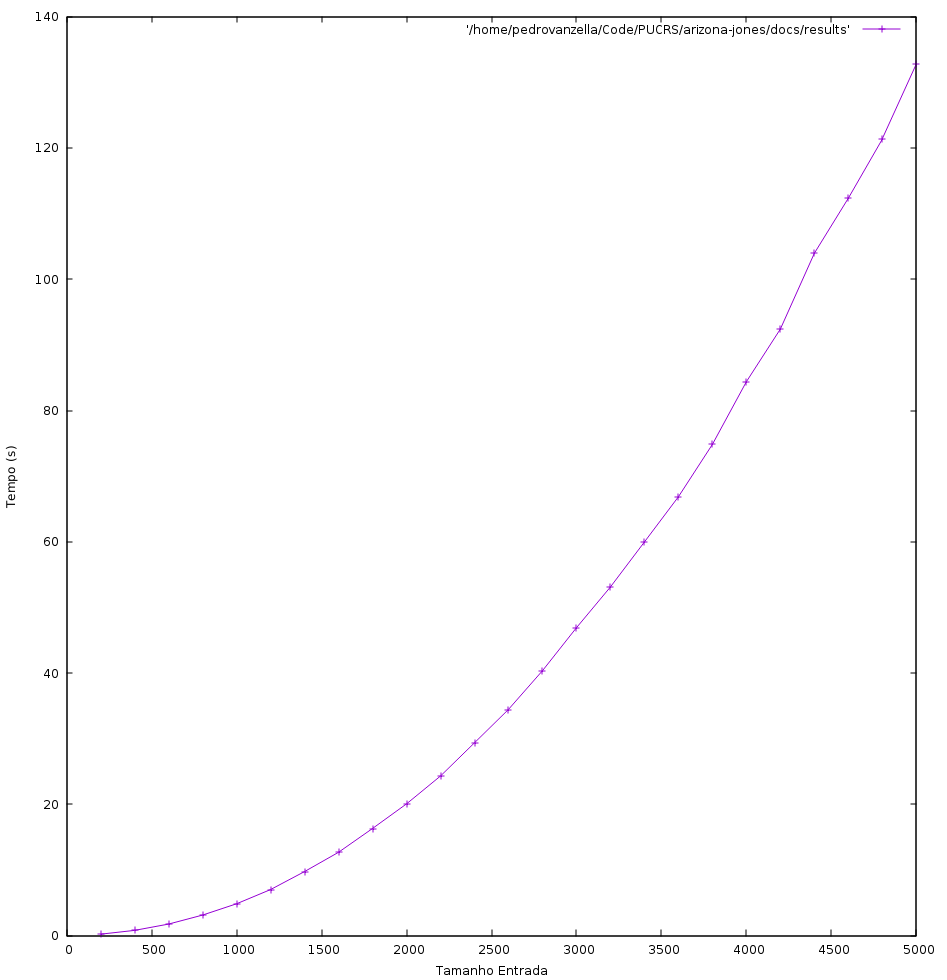 '/home/pedrovanzella/Code/PUCRS/arizona-jones/docs/results'
140
120
100
80
60
40
20
0
Tempo (s)
0 500 1000 1500 2000 2500 3000 3500 4000 4500 5000
Tamanho Entrada